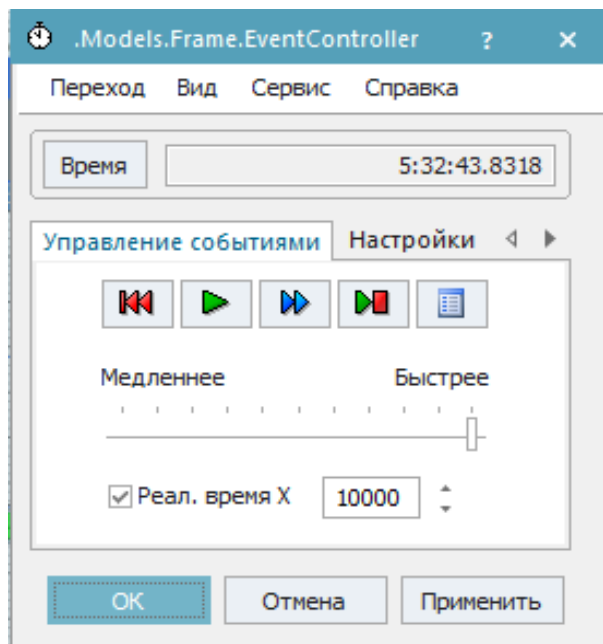 .Models.Frame.EventController ? ×
Переход Вид Сервис Справка
Время 5:32:43.8318
Управление событиями Настройки
Медленнее Быстрее
Реал. время X 10000
OK Отмена Применить